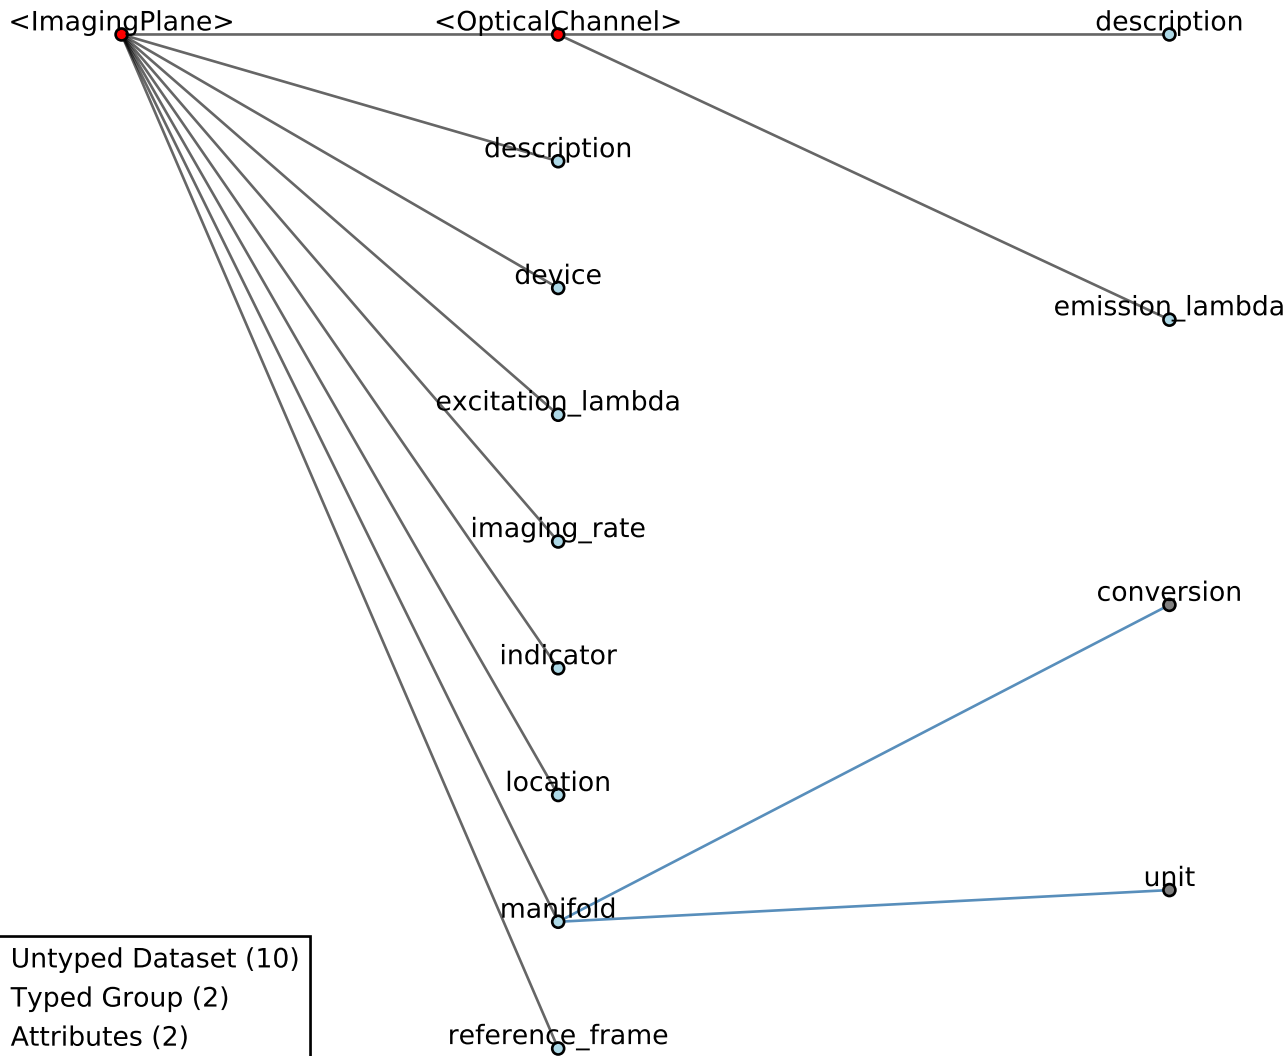 <ImagingPlane> <OpticalChannel> description
description
device
emission_lambda
excitation_lambda
imaging_rate
conversion
indicator
location
unit
manifold
Untyped Dataset (10)
Typed Group (2)
Attributes (2)
reference_frame